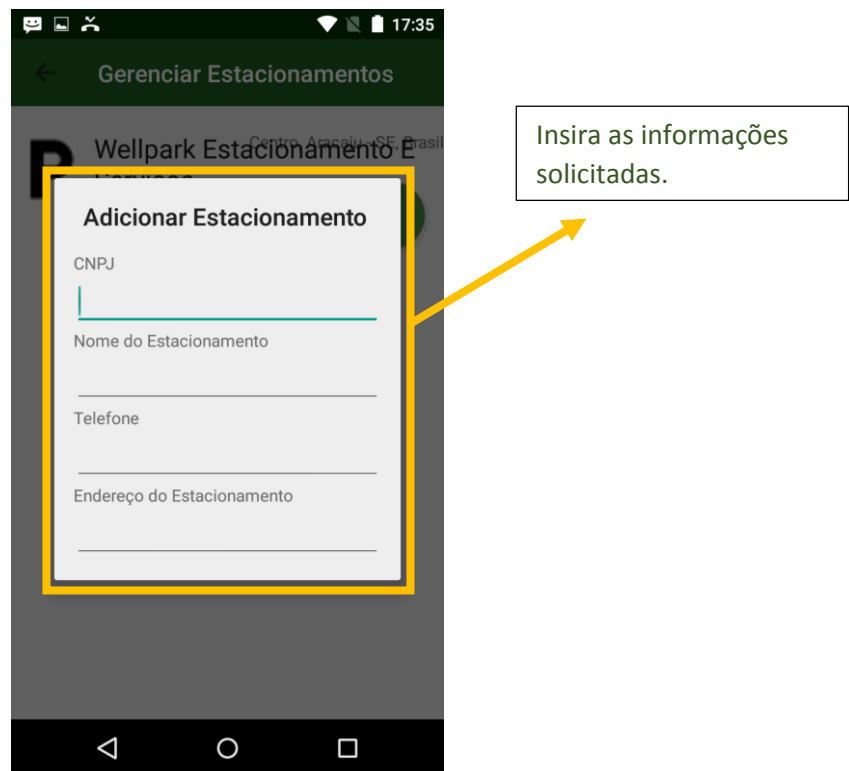 17:35
Gerenciar Estacionamentos
Centro, Aracaju - SE, Brasil
Wellpark Estacionamento E
Adicionar Estacionamento
CNPJ
Nome do Estacionamento
Telefone
Endereço do Estacionamento
Insira as informações
solicitadas.